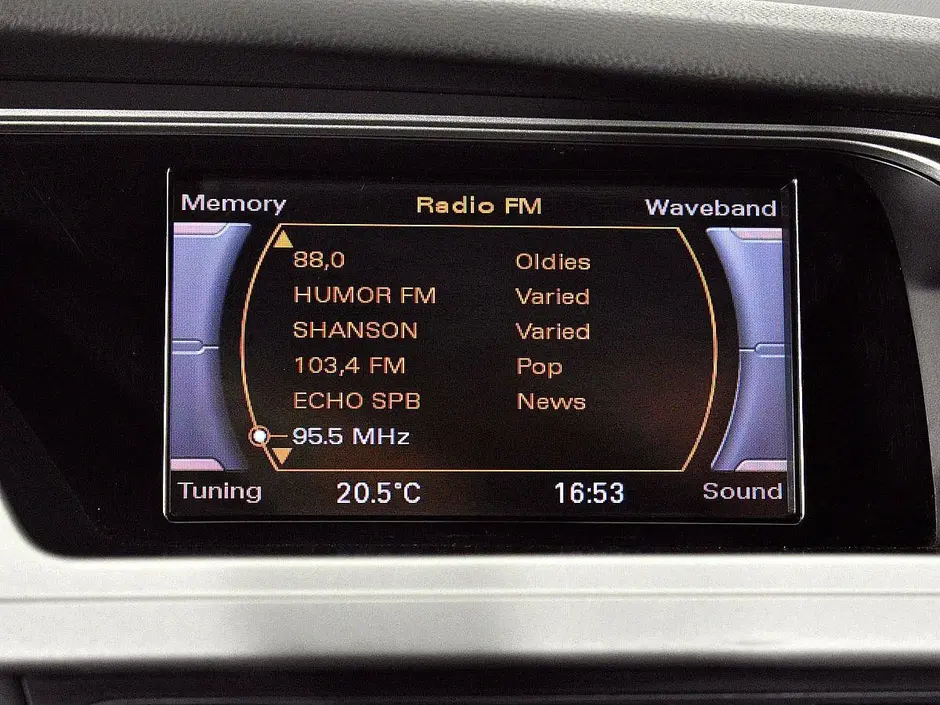 Memory Radio FM Waveband
88,0 Oldies
HUMOR FM Varied
SHANSON Varied
103,4 FM Pop
ECHO SPB News
95.5 MHz
Tuning 20.5°C 16:53 Sound